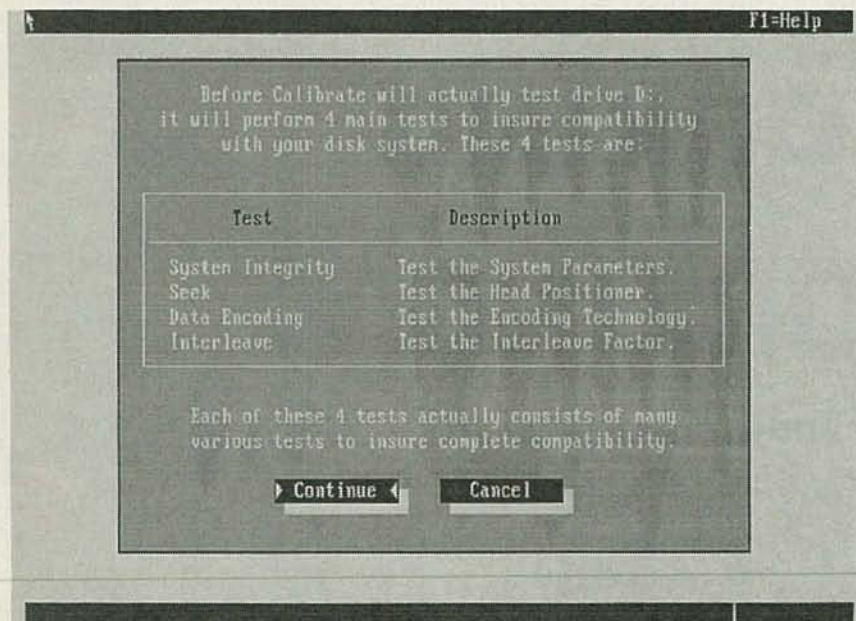 F1=Help
Before Calibrate will actually test drive D:,
it will perform 4 main tests to insure compatibility
with your disk system. These 4 tests are:
Test Description
System Integrity Test the System Parameters.
Seek Test the Head Positioner.
Data Encoding Test the Encoding Technology.
Interleave Test the Interleave Factor.
Each of these 4 tests actually consists of many
various tests to insure complete compatibility.
Continue Cancel